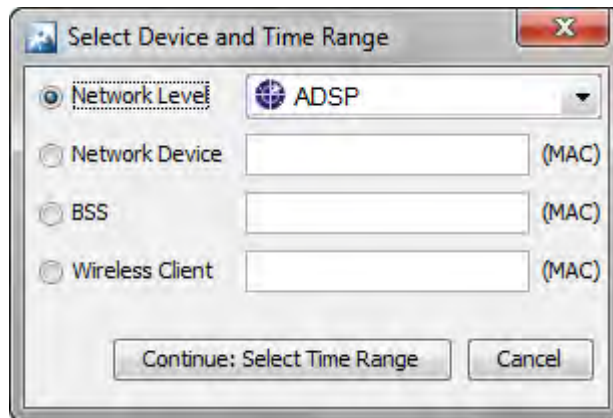 Select Device and Time Range
Network Level ADSP
Network Device (MAC)
BSS (MAC)
Wireless Client (MAC)
Continue: Select Time Range Cancel